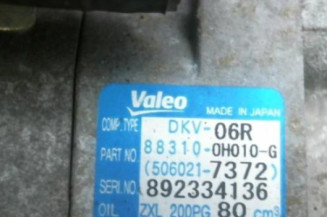 Valeo
MADE IN JAPAN
COMP. TYPE DKV-06R
PART NO 88310-0H010-G
(506021-7372)
SERI NO. 892334136
OIL ZXL 200PG 80 cm³